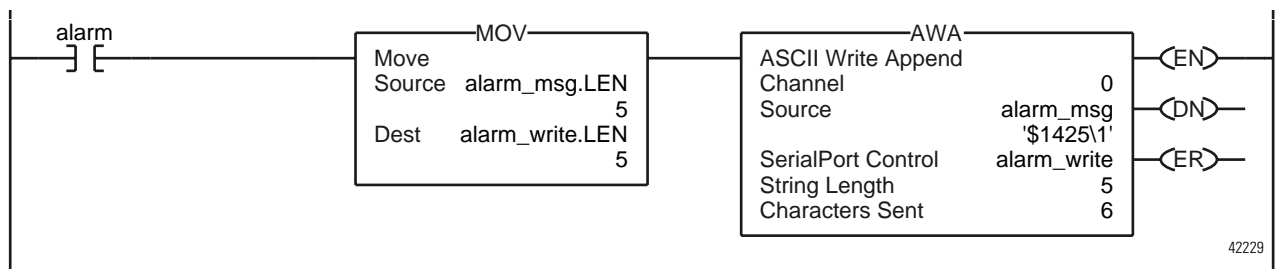 alarm
MOV
Move
Source alarm_msg.LEN
5
Dest alarm_write.LEN
5
AWA
ASCII Write Append
Channel 0
Source alarm_msg
'$1425\1'
SerialPort Control alarm_write
String Length 5
Characters Sent 6
EN
DN
ER
42229